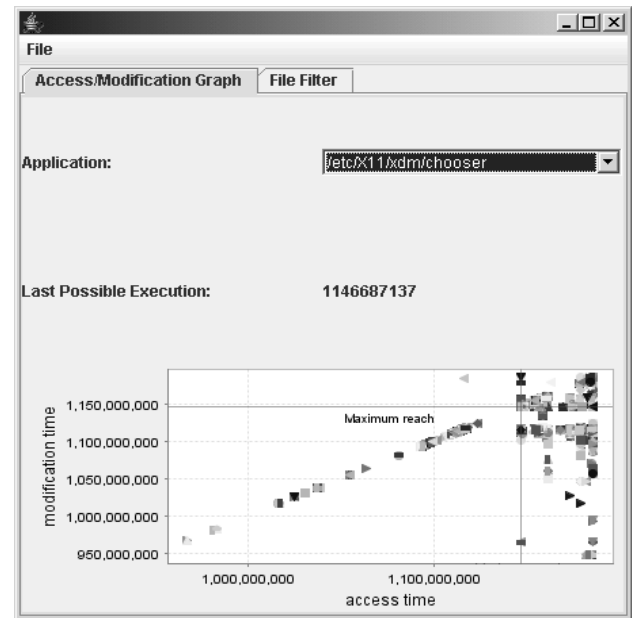 File
Access/Modification Graph File Filter
Application: /etc/X11/xdm/chooser
Last Possible Execution: 1146687137
Maximum reach
modification time
1,150,000,000
1,100,000,000
1,050,000,000
1,000,000,000
950,000,000
1,000,000,000 1,100,000,000
access time